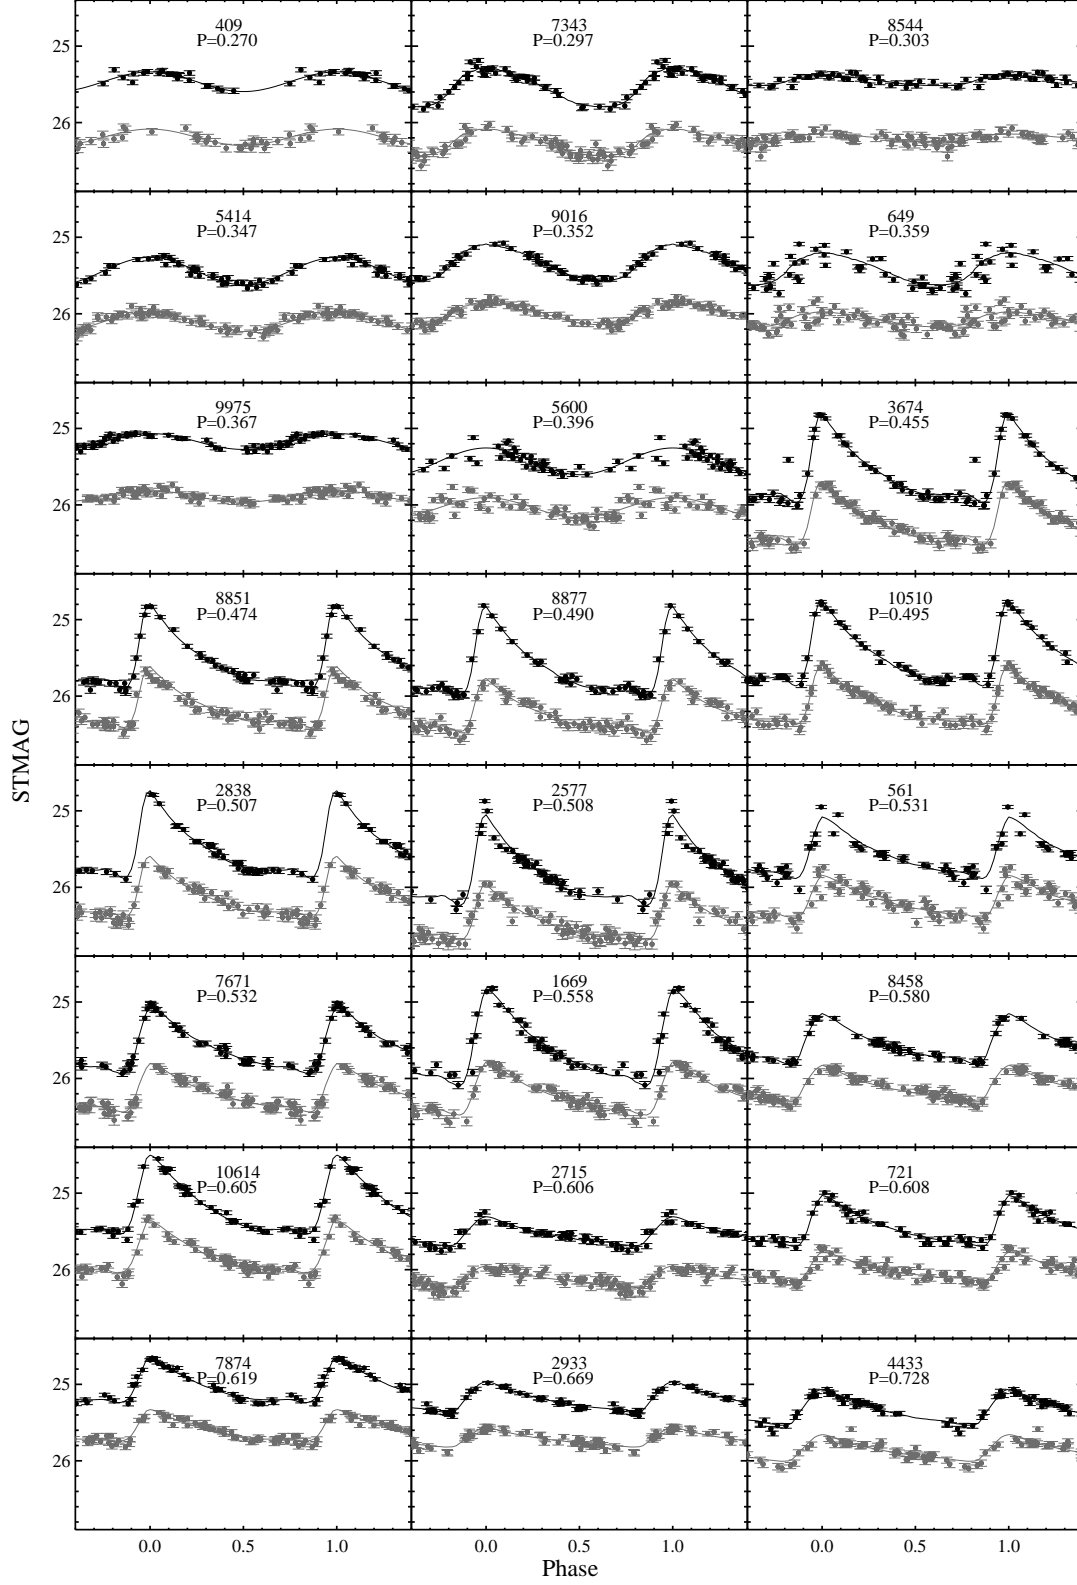 409
P=0.270
7343
P=0.297
8544
P=0.303
25
26
5414
P=0.347
9016
P=0.352
649
P=0.359
25
26
9975
P=0.367
5600
P=0.396
3674
P=0.455
25
26
8851
P=0.474
8877
P=0.490
10510
P=0.495
25
26
2838
P=0.507
2577
P=0.508
561
P=0.531
25
26
7671
P=0.532
1669
P=0.558
8458
P=0.580
25
26
10614
P=0.605
2715
P=0.606
721
P=0.608
25
26
7874
P=0.619
2933
P=0.669
4433
P=0.728
25
26
STMAG
0.0 0.5 1.0 0.0 0.5 1.0 0.0 0.5 1.0
Phase